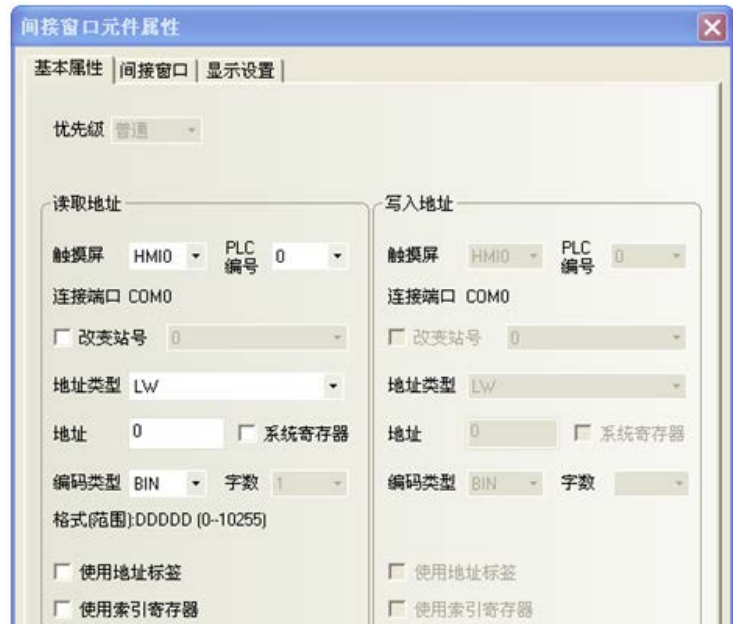 间接窗口元件属性
基本属性 间接窗口 显示设置
优先级 普通
读取地址
触摸屏 HMI0 PLC编号 0
连接端口 COM0
改变站号 0
地址类型 LW
地址 0 系统寄存器
编码类型 BIN 字数 1
格式(范围):DDDDD (0~10255)
使用地址标签
使用索引寄存器
写入地址
触摸屏 HMI0 PLC编号 0
连接端口 COM0
改变站号 0
地址类型 LW
地址 0 系统寄存器
编码类型 BIN 字数
使用地址标签
使用索引寄存器